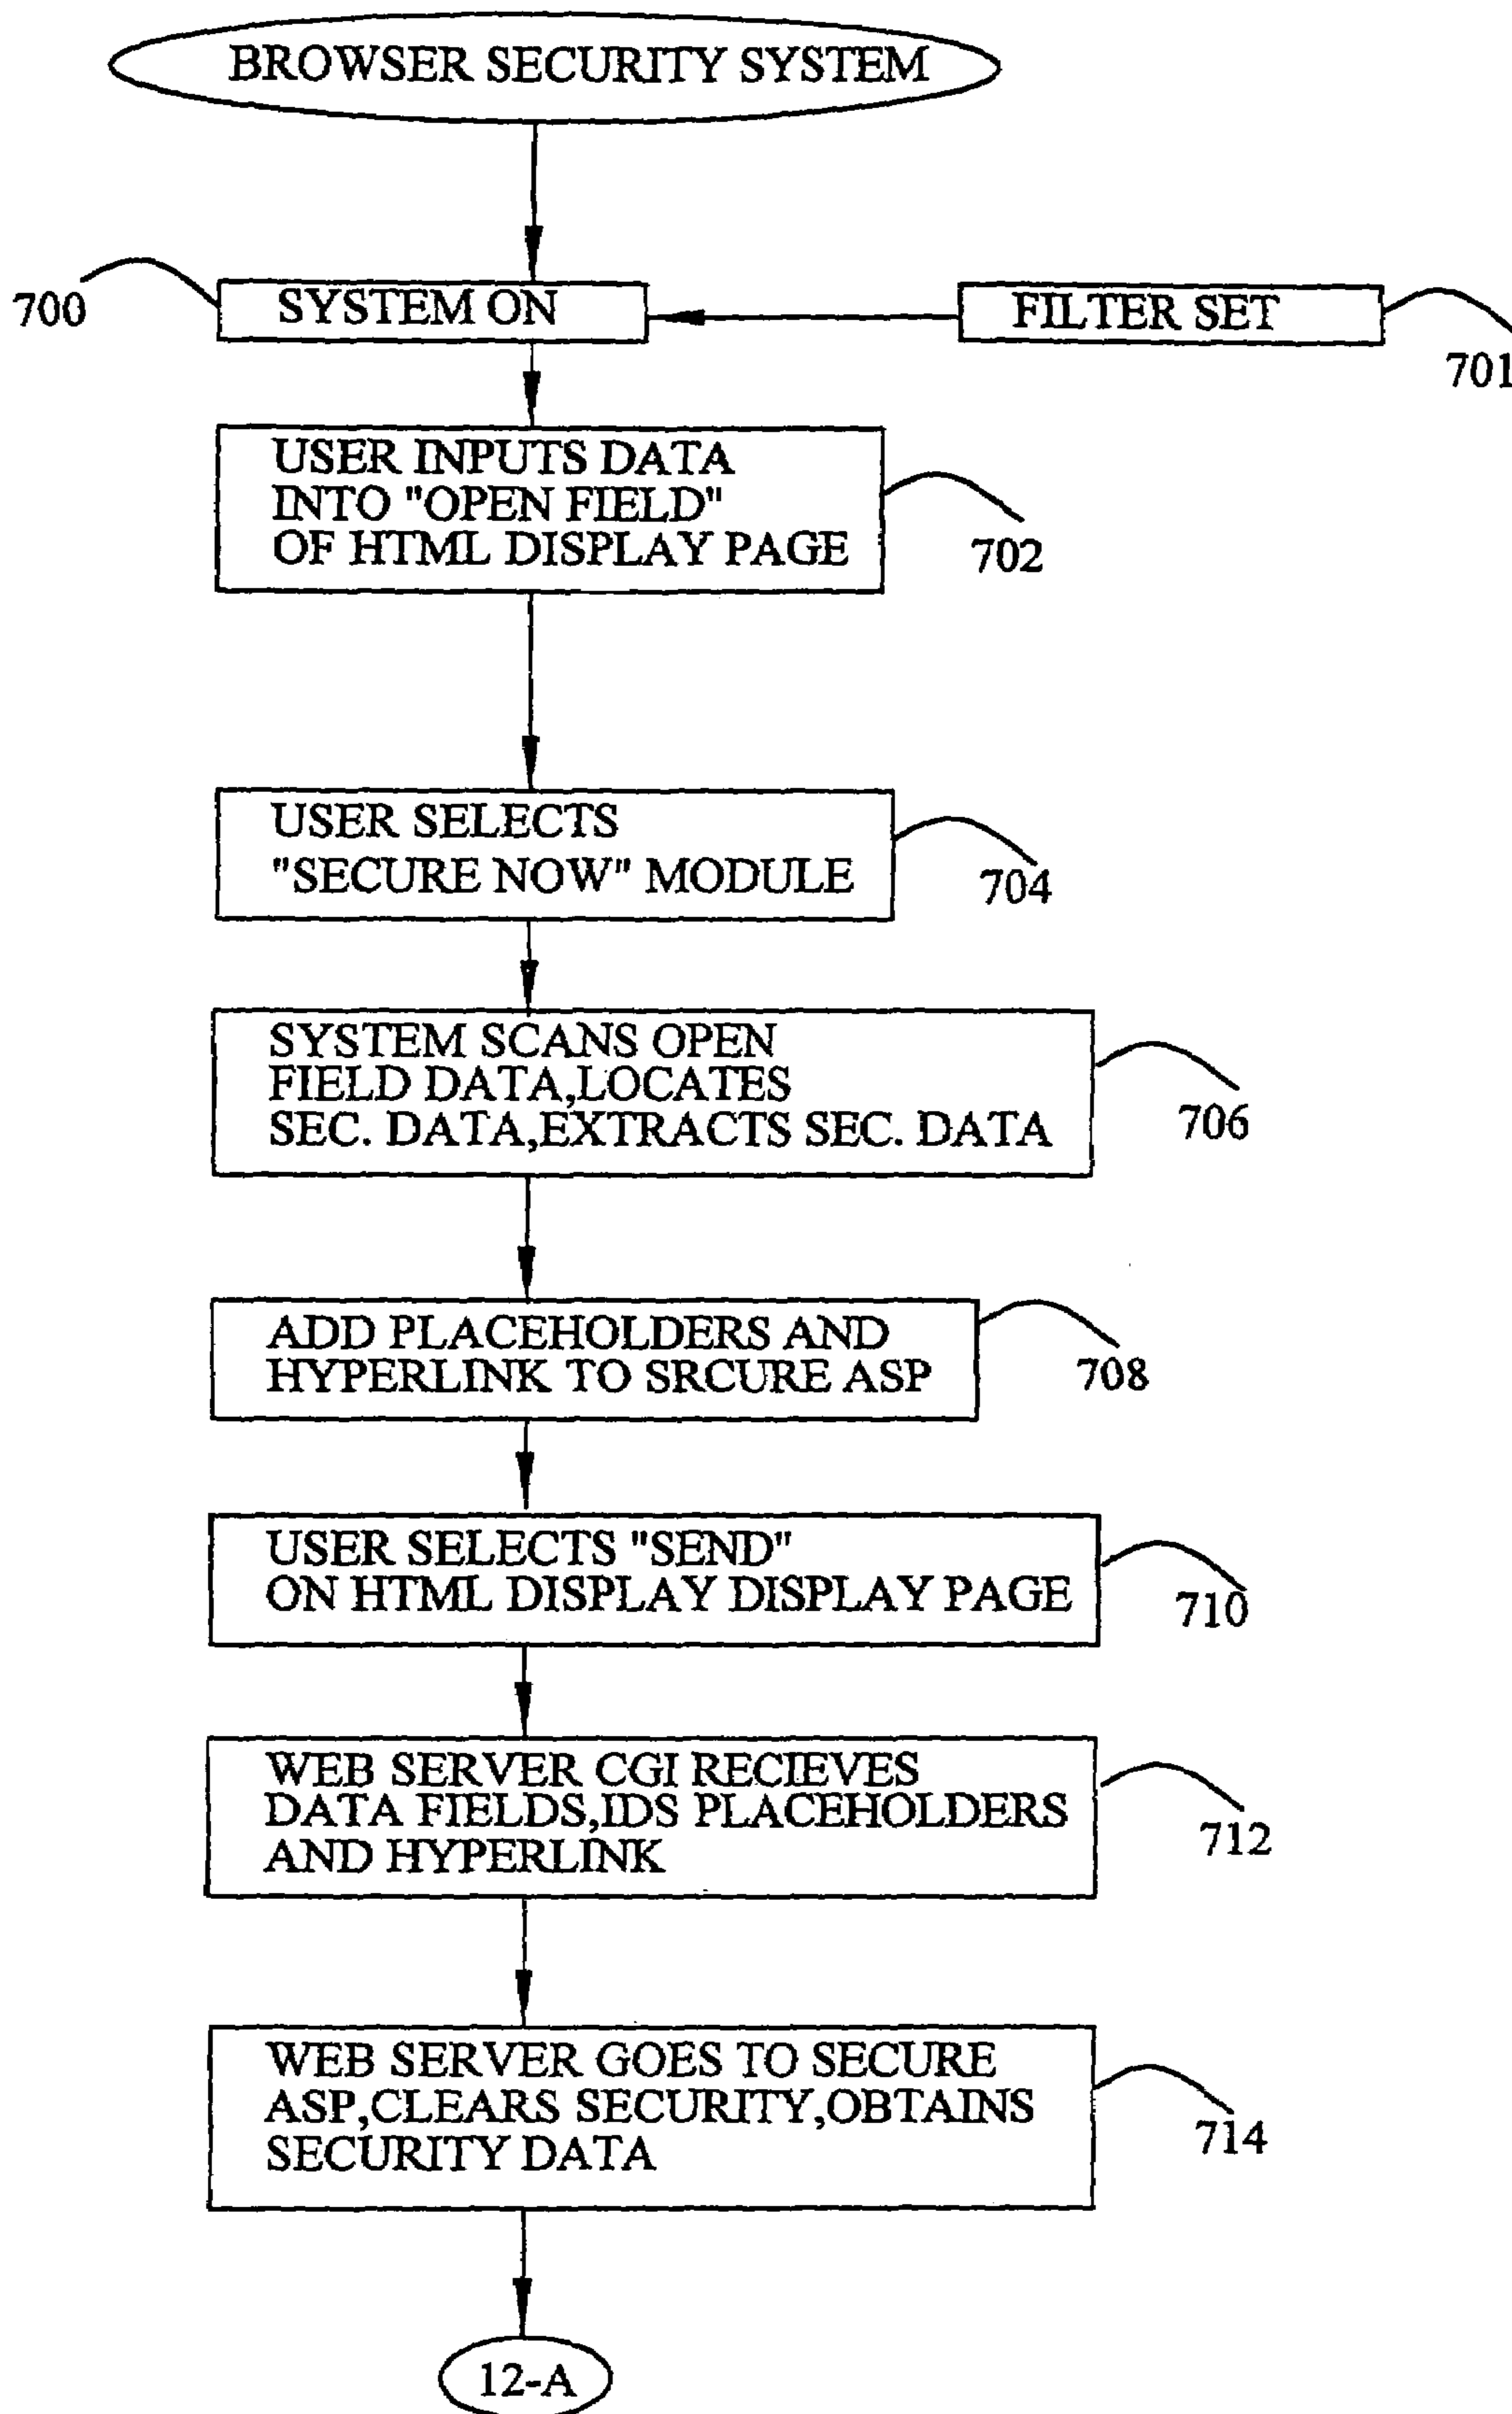 BROWSER SECURITY SYSTEM
700
SYSTEM ON
FILTER SET
701
USER INPUTS DATA
INTO "OPEN FIELD"
OF HTML DISPLAY PAGE
702
USER SELECTS
"SECURE NOW" MODULE
704
SYSTEM SCANS OPEN
FIELD DATA,LOCATES
SEC. DATA,EXTRACTS SEC. DATA
706
ADD PLACEHOLDERS AND
HYPERLINK TO SRCURE ASP
708
USER SELECTS "SEND"
ON HTML DISPLAY DISPLAY PAGE
710
WEB SERVER CGI RECIEVES
DATA FIELDS,IDS PLACEHOLDERS
AND HYPERLINK
712
WEB SERVER GOES TO SECURE
ASP,CLEARS SECURITY,OBTAINS
SECURITY DATA
714
12-A